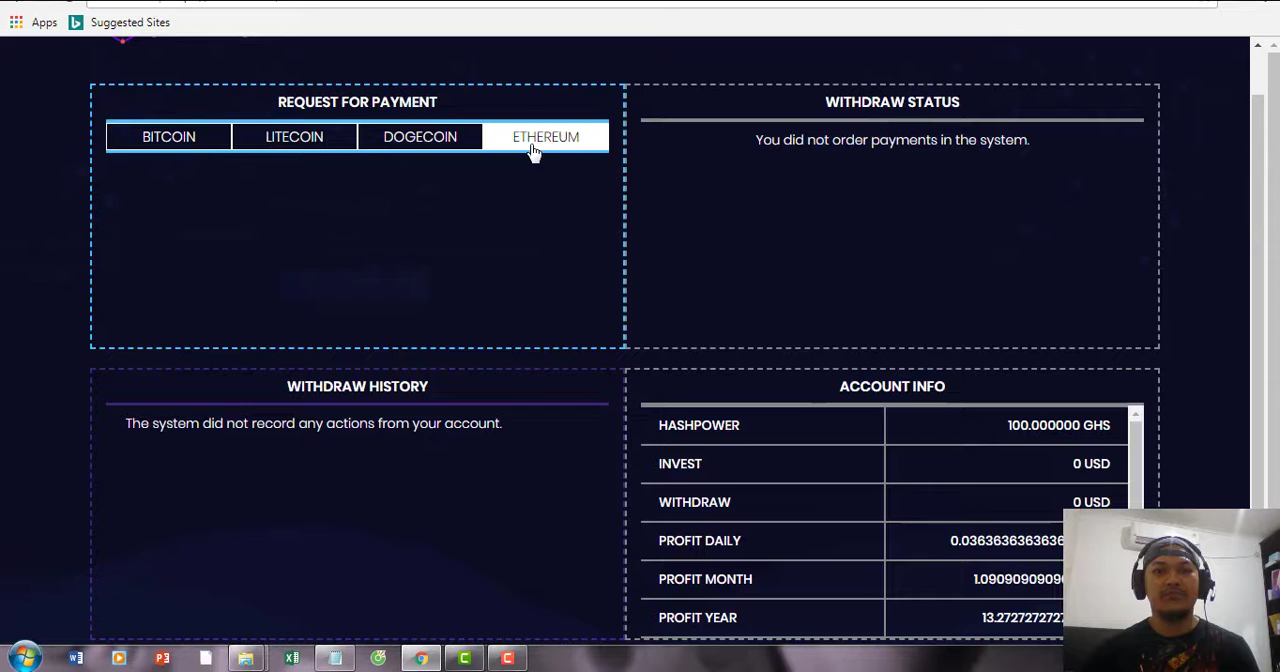 Apps Suggested Sites
REQUEST FOR PAYMENT
BITCOIN LITECOIN DOGECOIN ETHEREUM
WITHDRAW STATUS
You did not order payments in the system.
WITHDRAW HISTORY
The system did not record any actions from your account.
ACCOUNT INFO
HASHPOWER 100.000000 GHS
INVEST 0 USD
WITHDRAW 0 USD
PROFIT DAILY 0.0363636363636
PROFIT MONTH 1.09090909090
PROFIT YEAR 13.2727272727